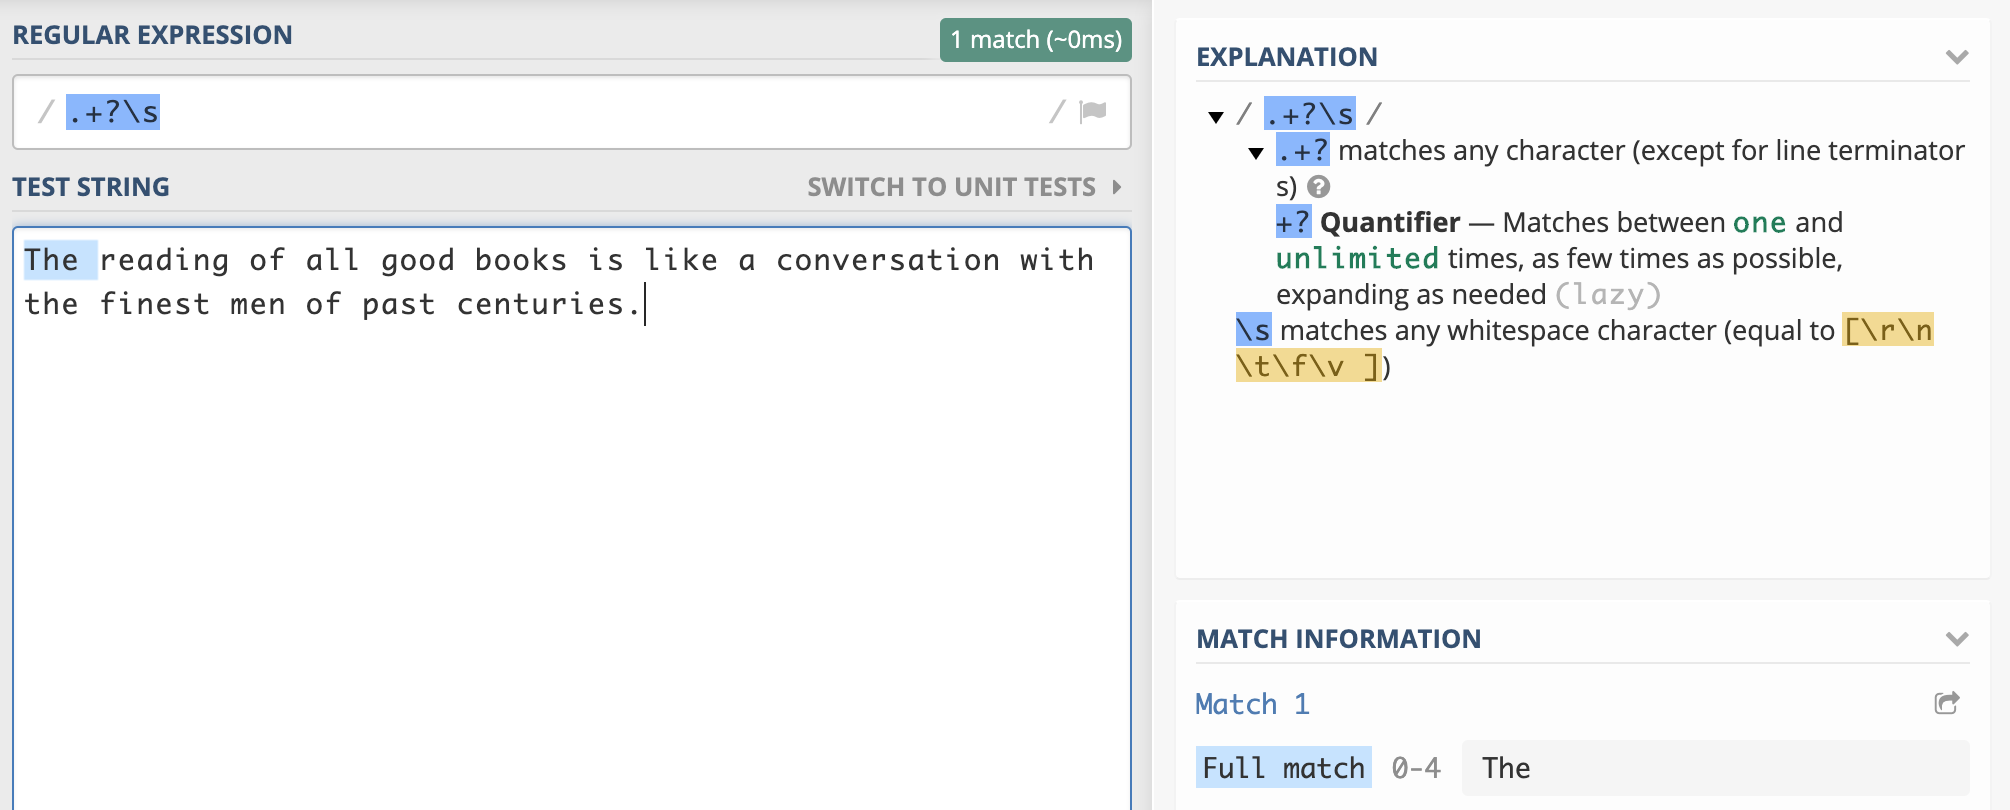 REGULAR EXPRESSION
1 match (~0ms)
/ .+?\s /
TEST STRING
SWITCH TO UNIT TESTS
The reading of all good books is like a conversation with
the finest men of past centuries.
EXPLANATION
/ .+?\s /
.+? matches any character (except for line terminator
s) ?
+? Quantifier — Matches between one and
unlimited times, as few times as possible,
expanding as needed (lazy)
\s matches any whitespace character (equal to [\r\n
\t\f\v ])
MATCH INFORMATION
Match 1
Full match 0-4 The